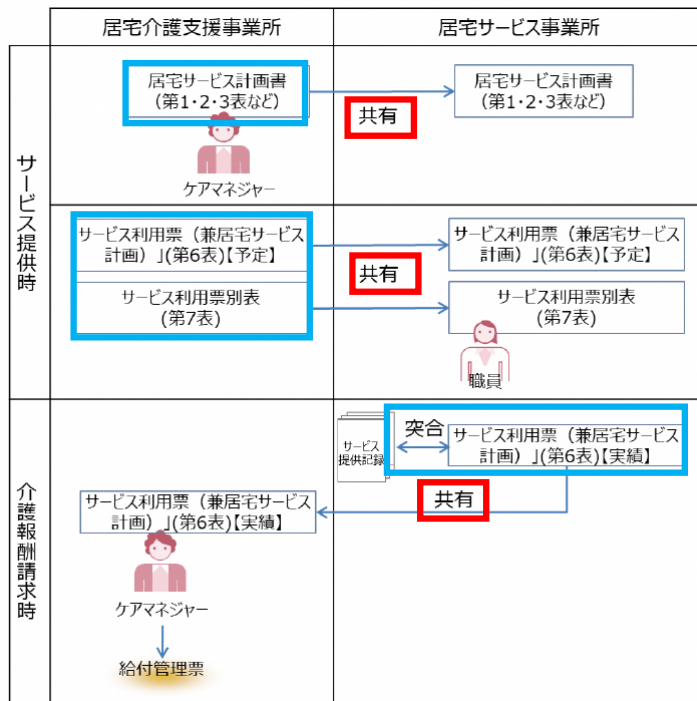 居宅介護支援事業所
居宅サービス事業所
サービス提供時
居宅サービス計画書
(第1・2・3表など)
共有
居宅サービス計画書
(第1・2・3表など)
ケアマネジャー
サービス利用票（兼居宅サービス
計画）」(第6表)【予定】
共有
サービス利用票（兼居宅サービス
計画）」(第6表)【予定】
サービス利用票別表
(第7表)
サービス利用票別表
(第7表)
職員
介護報酬請求時
サービス
提供記録
突合
サービス利用票（兼居宅サービス
計画）」(第6表)【実績】
共有
サービス利用票（兼居宅サービス
計画）」(第6表)【実績】
ケアマネジャー
給付管理票